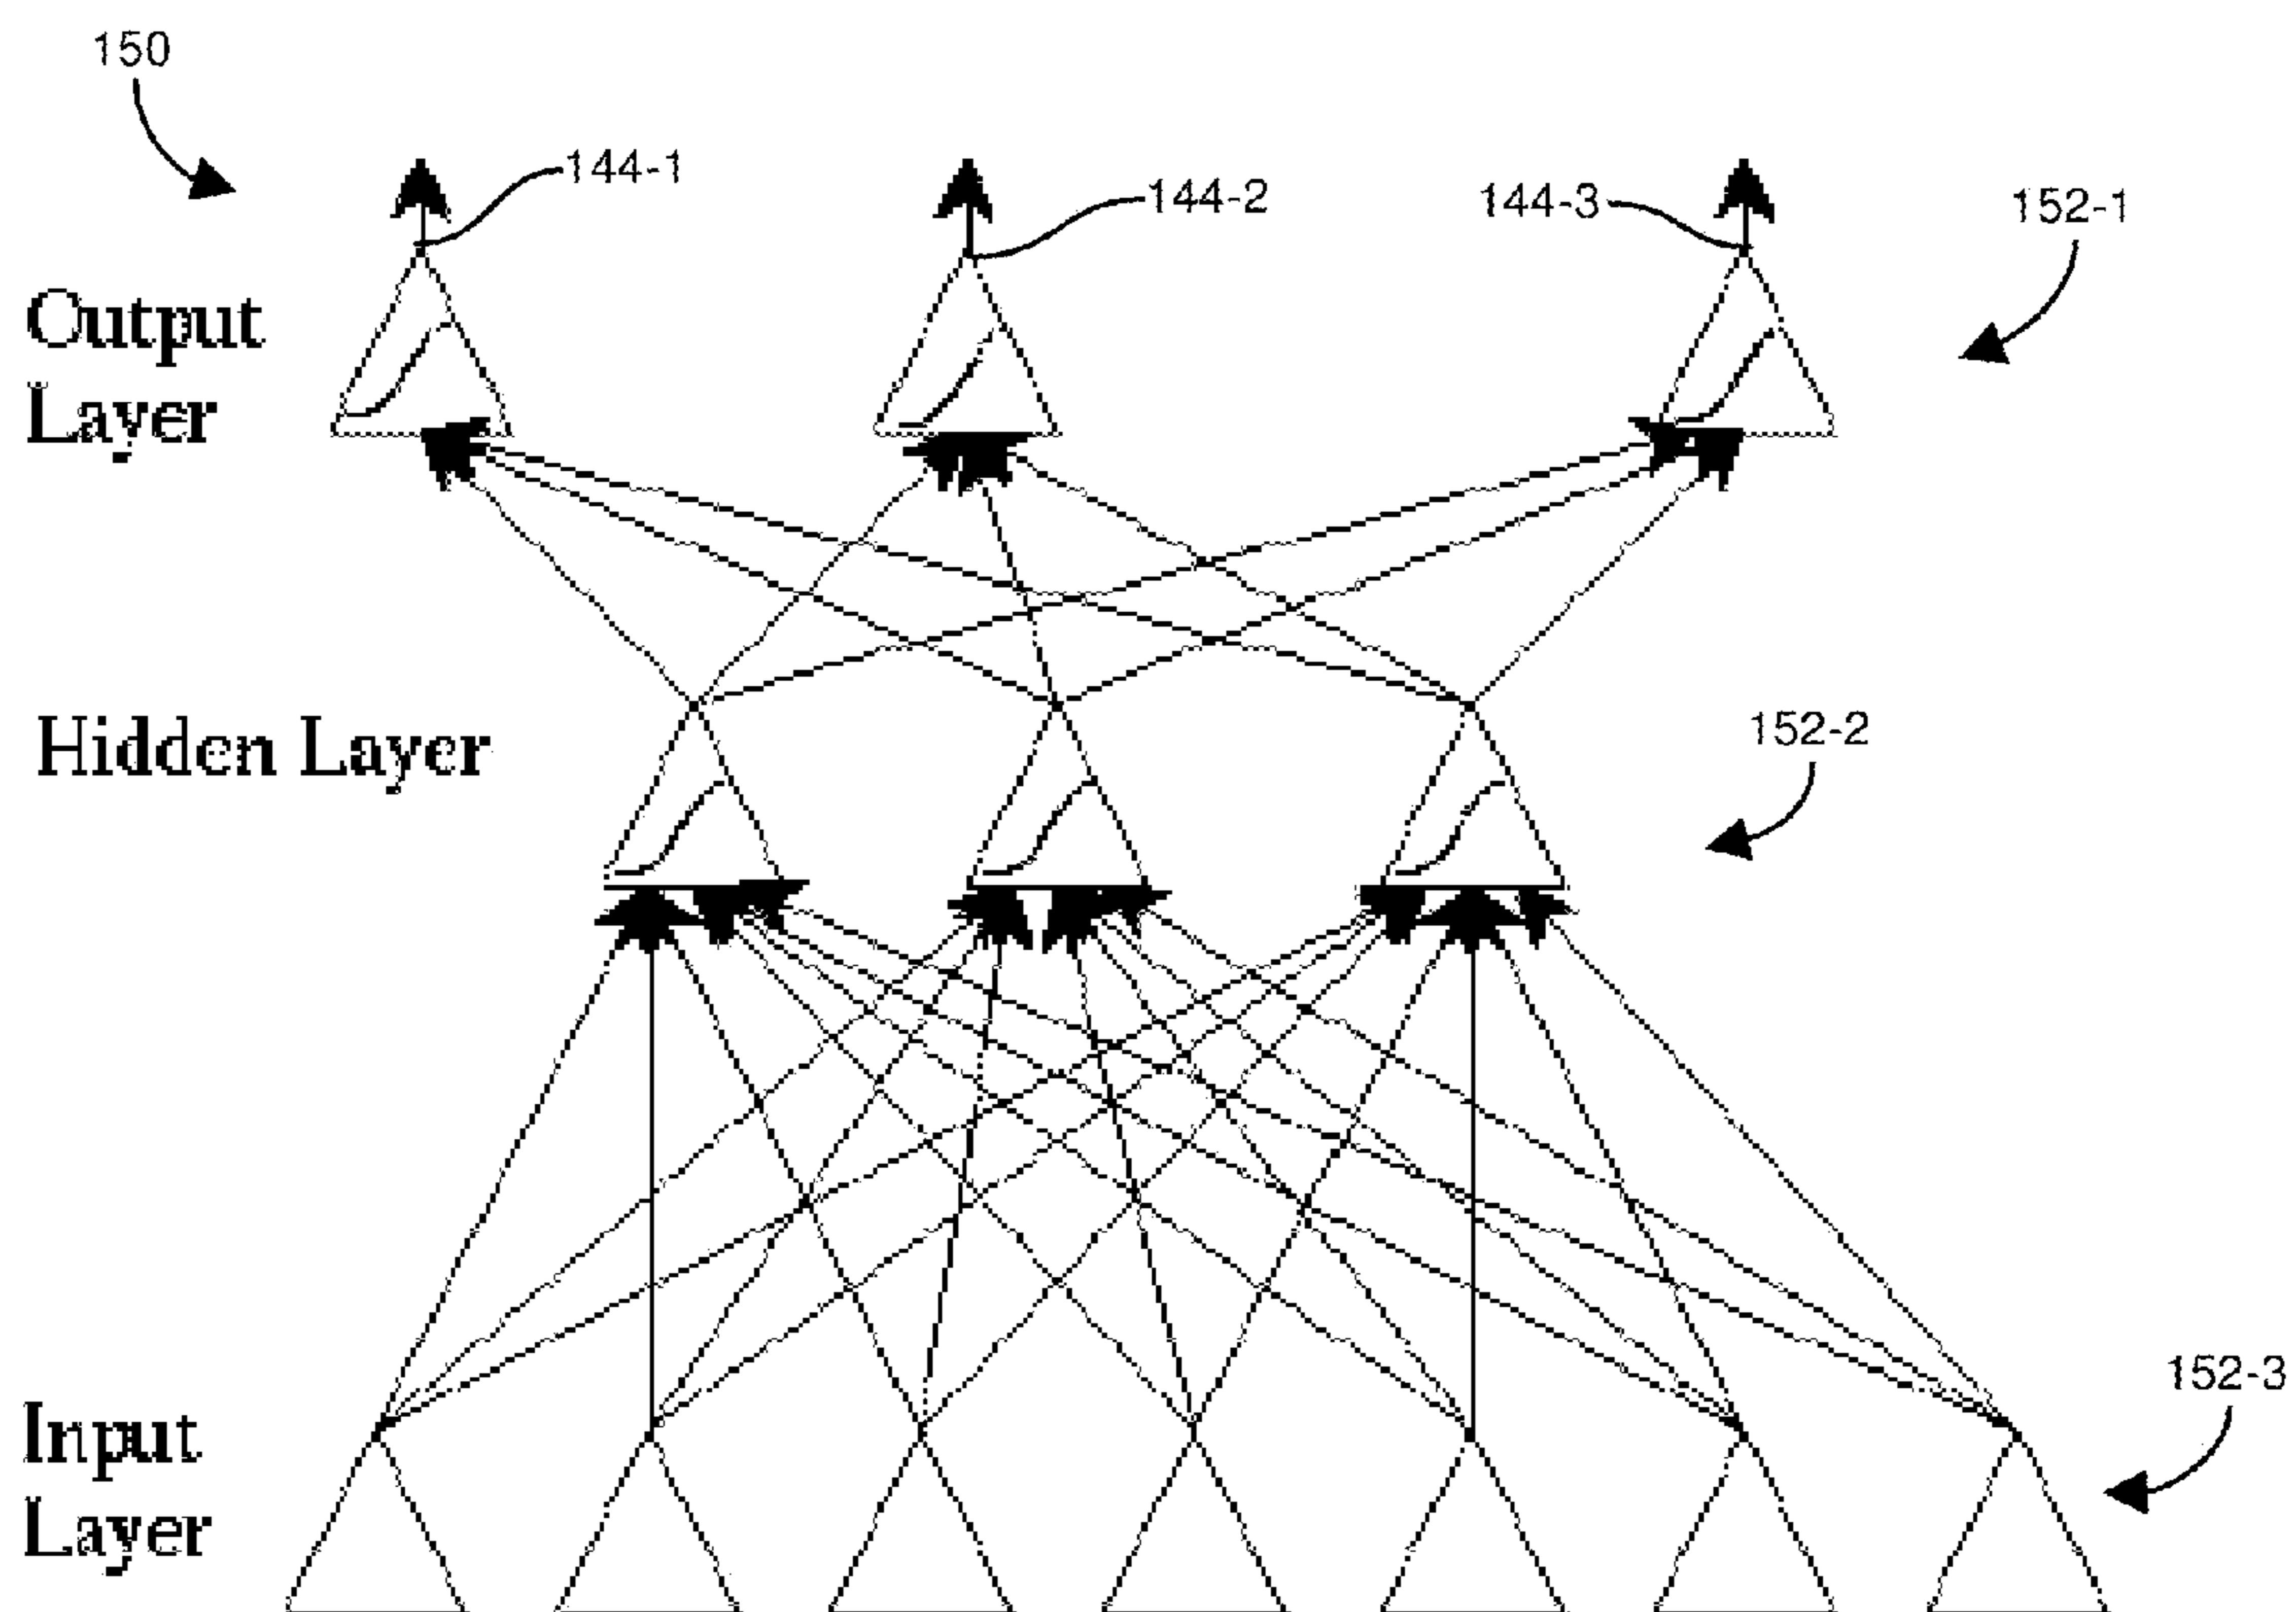 150
144-1
144-2
144-3
152-1
Output
Layer
Hidden Layer
152-2
152-3
Input
Layer